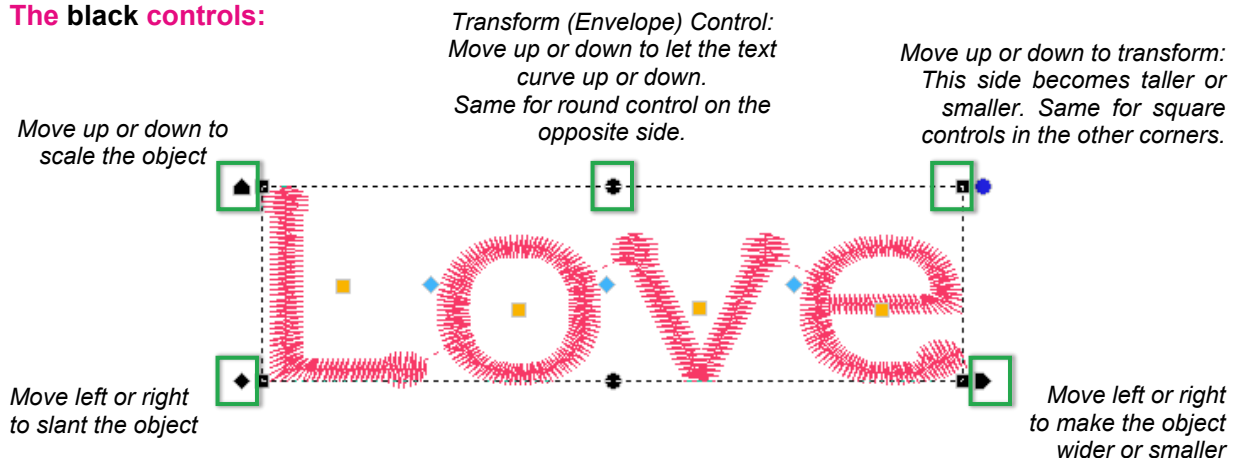 The black controls:
Transform (Envelope) Control:
Move up or down to let the text
curve up or down.
Same for round control on the
opposite side.
Move up or down to transform:
This side becomes taller or
smaller. Same for square
controls in the other corners.
Move up or down to
scale the object
Love
Move left or right
to slant the object
Move left or right
to make the object
wider or smaller